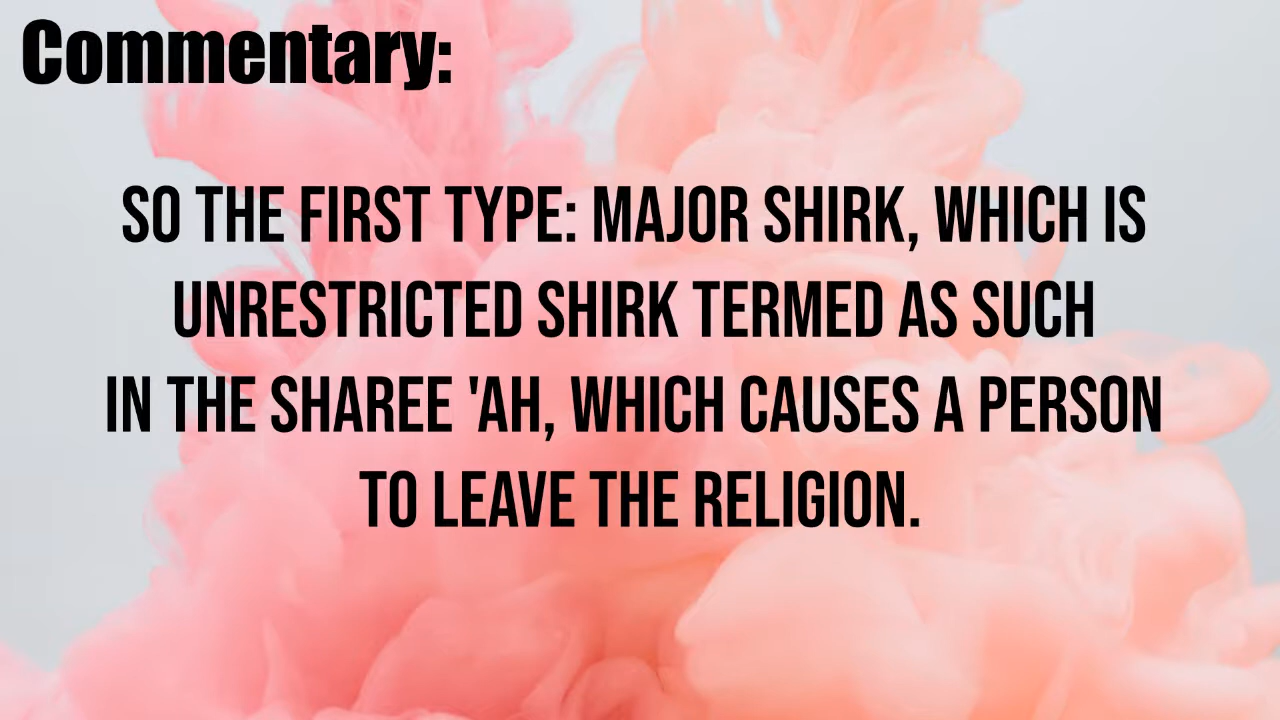 Commentary:
SO THE FIRST TYPE: MAJOR SHIRK, WHICH IS
UNRESTRICTED SHIRK TERMED AS SUCH
IN THE SHAREE 'AH, WHICH CAUSES A PERSON
TO LEAVE THE RELIGION.